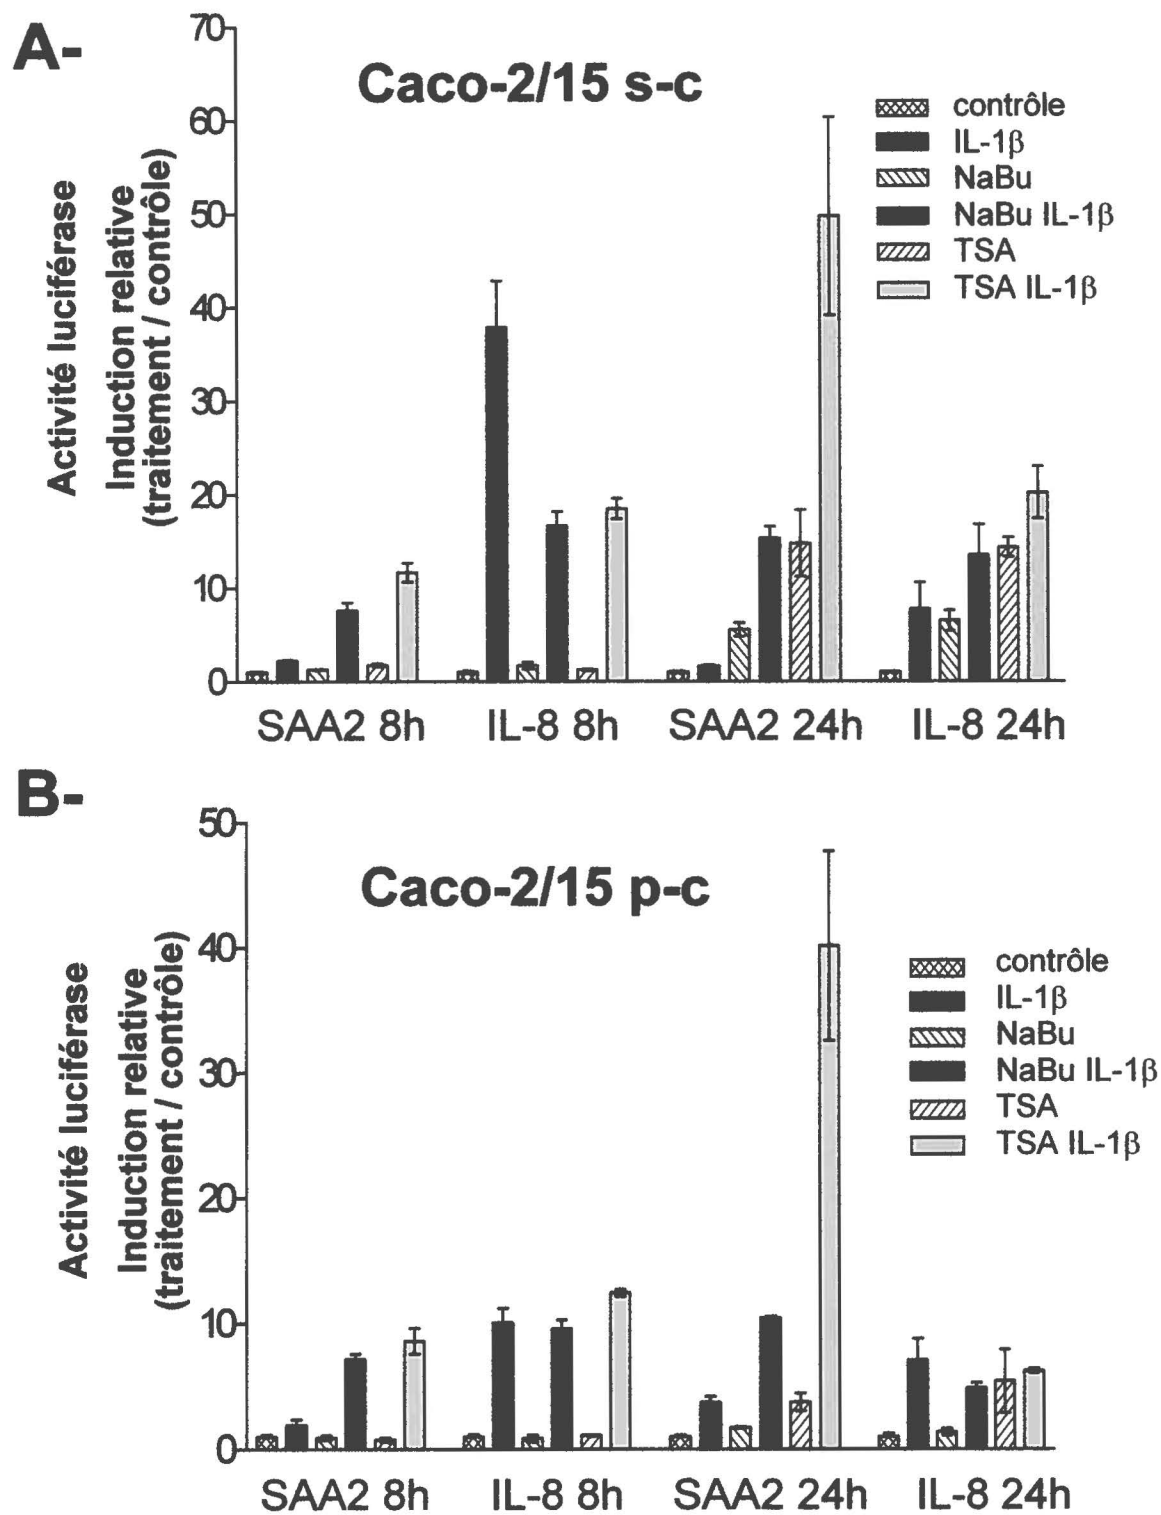 A-
Caco-2/15 s-c
Activité luciférase
Induction relative
(traitement / contrôle)
70
60
50
40
30
20
10
0
contrôle
IL-1β
NaBu
NaBu IL-1β
TSA
TSA IL-1β
SAA2 8h
IL-8 8h
SAA2 24h
IL-8 24h
B-
Caco-2/15 p-c
Activité luciférase
Induction relative
(traitement / contrôle)
50
40
30
20
10
0
contrôle
IL-1β
NaBu
NaBu IL-1β
TSA
TSA IL-1β
SAA2 8h
IL-8 8h
SAA2 24h
IL-8 24h